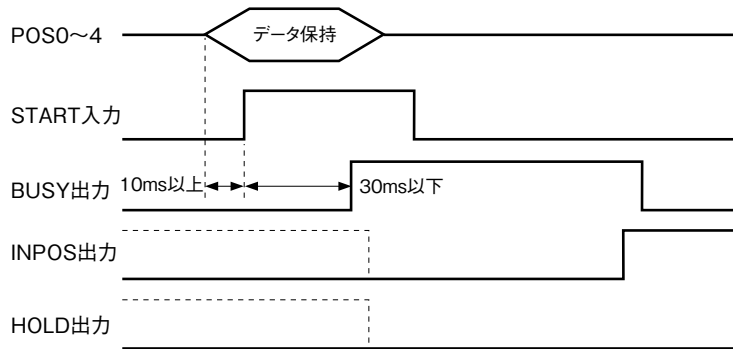 POS0～4
データ保持
START入力
BUSY出力
10ms以上
30ms以下
INPOS出力
HOLD出力